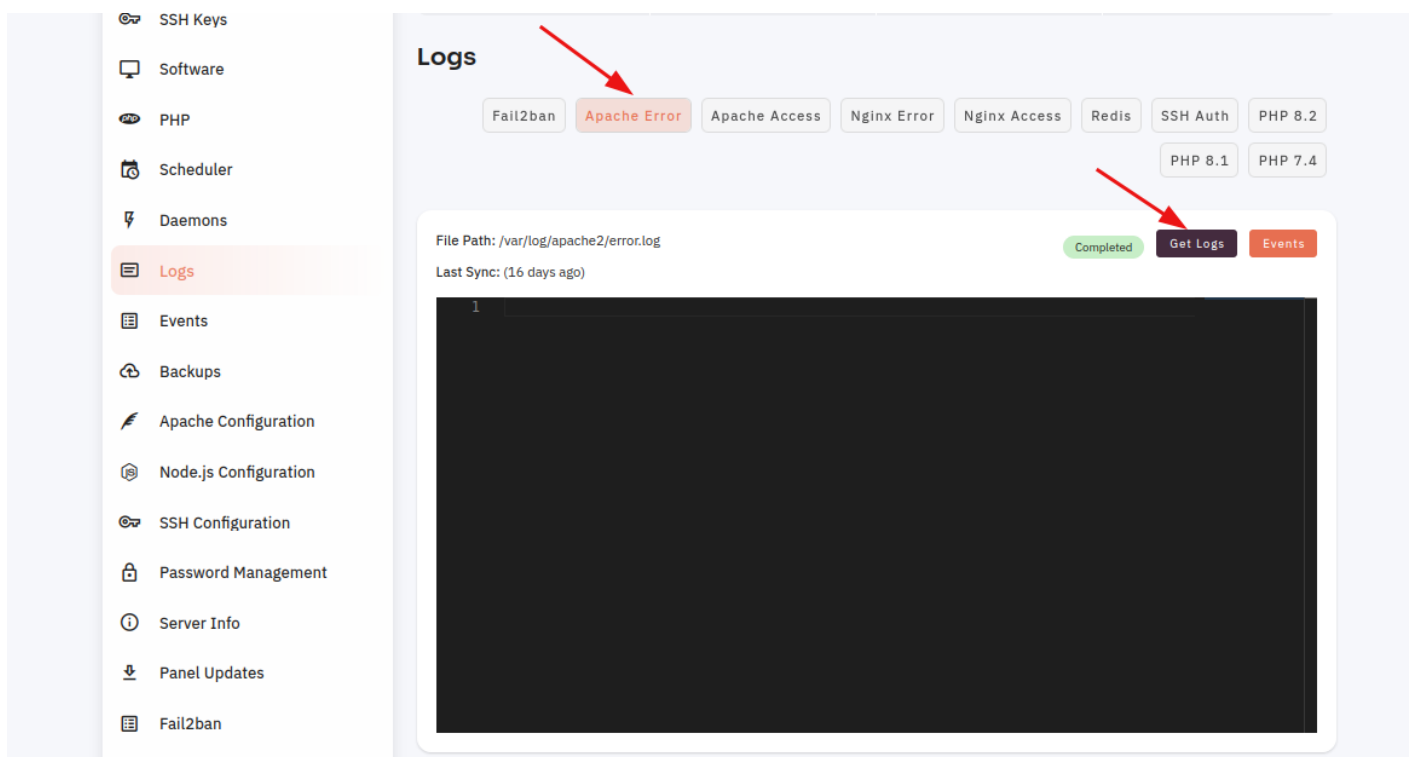 SSH Keys
Software
php PHP
Scheduler
Daemons
Logs
Events
Backups
Apache Configuration
JS Node.js Configuration
SSH Configuration
Password Management
Server Info
Panel Updates
Fail2ban
Logs
Fail2ban Apache Error Apache Access Nginx Error Nginx Access Redis SSH Auth PHP 8.2
PHP 8.1 PHP 7.4
File Path: /var/log/apache2/error.log
Completed Get Logs Events
Last Sync: (16 days ago)
1